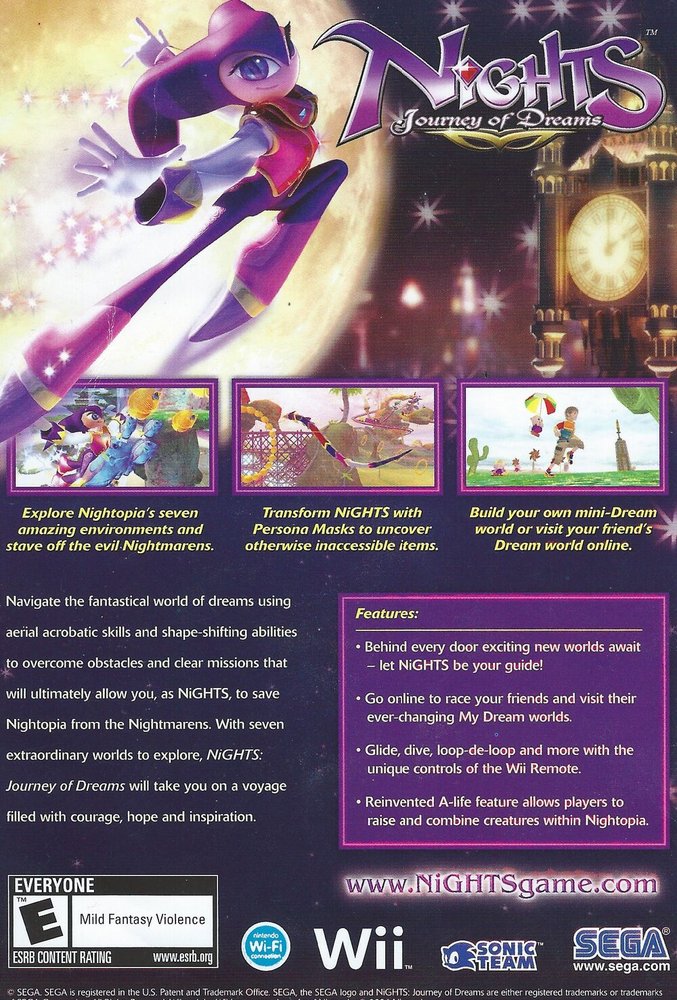 NiGHTS™
Journey of Dreams
Explore Nightopia's seven
amazing environments and
stave off the evil Nightmarens.
Transform NiGHTS with
Persona Masks to uncover
otherwise inaccessible items.
Build your own mini-Dream
world or visit your friend's
Dream world online.
Navigate the fantastical world of dreams using
aerial acrobatic skills and shape-shifting abilities
to overcome obstacles and clear missions that
will ultimately allow you, as NiGHTS, to save
Nightopia from the Nightmarens. With seven
extraordinary worlds to explore, NiGHTS:
Journey of Dreams will take you on a voyage
filled with courage, hope and inspiration.
Features:
• Behind every door exciting new worlds await
– let NiGHTS be your guide!
• Go online to race your friends and visit their
ever-changing My Dream worlds.
• Glide, dive, loop-de-loop and more with the
unique controls of the Wii Remote.
• Reinvented A-life feature allows players to
raise and combine creatures within Nightopia.
www.NiGHTSgame.com
EVERYONE
™
E
Mild Fantasy Violence
ESRB CONTENT RATING www.esrb.org
Nintendo
Wi-Fi
connection
Wii™
SONIC
TEAM™
SEGA®
www.sega.com
© SEGA. SEGA is registered in the U.S. Patent and Trademark Office. SEGA, the SEGA logo and NiGHTS: Journey of Dreams are either registered trademarks or trademarks